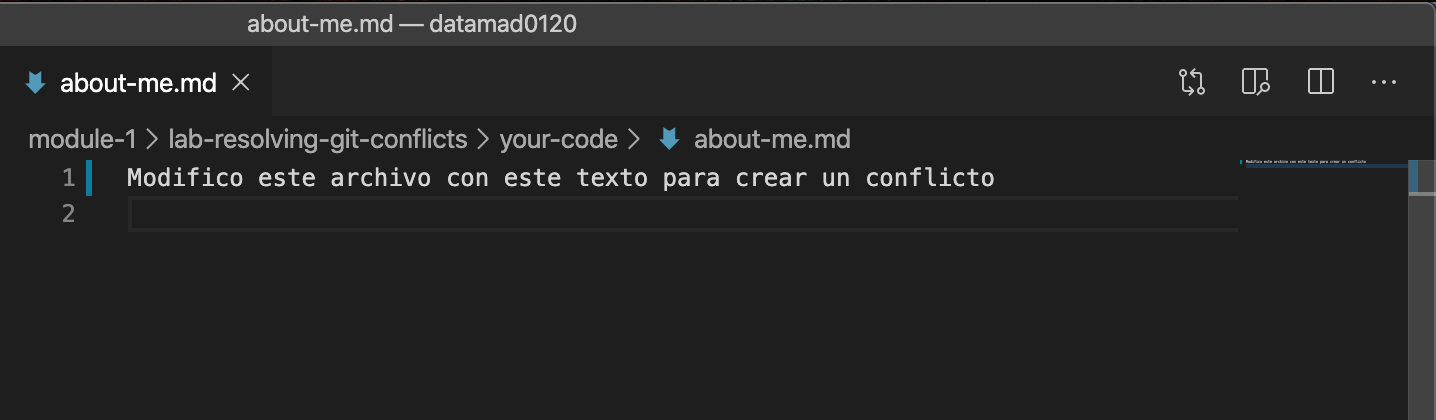 about-me.md — datamad0120
about-me.md
module-1 > lab-resolving-git-conflicts > your-code > about-me.md
1 Modifico este archivo con este texto para crear un conflicto
2
Modifico este archivo con este texto para crear un conflicto